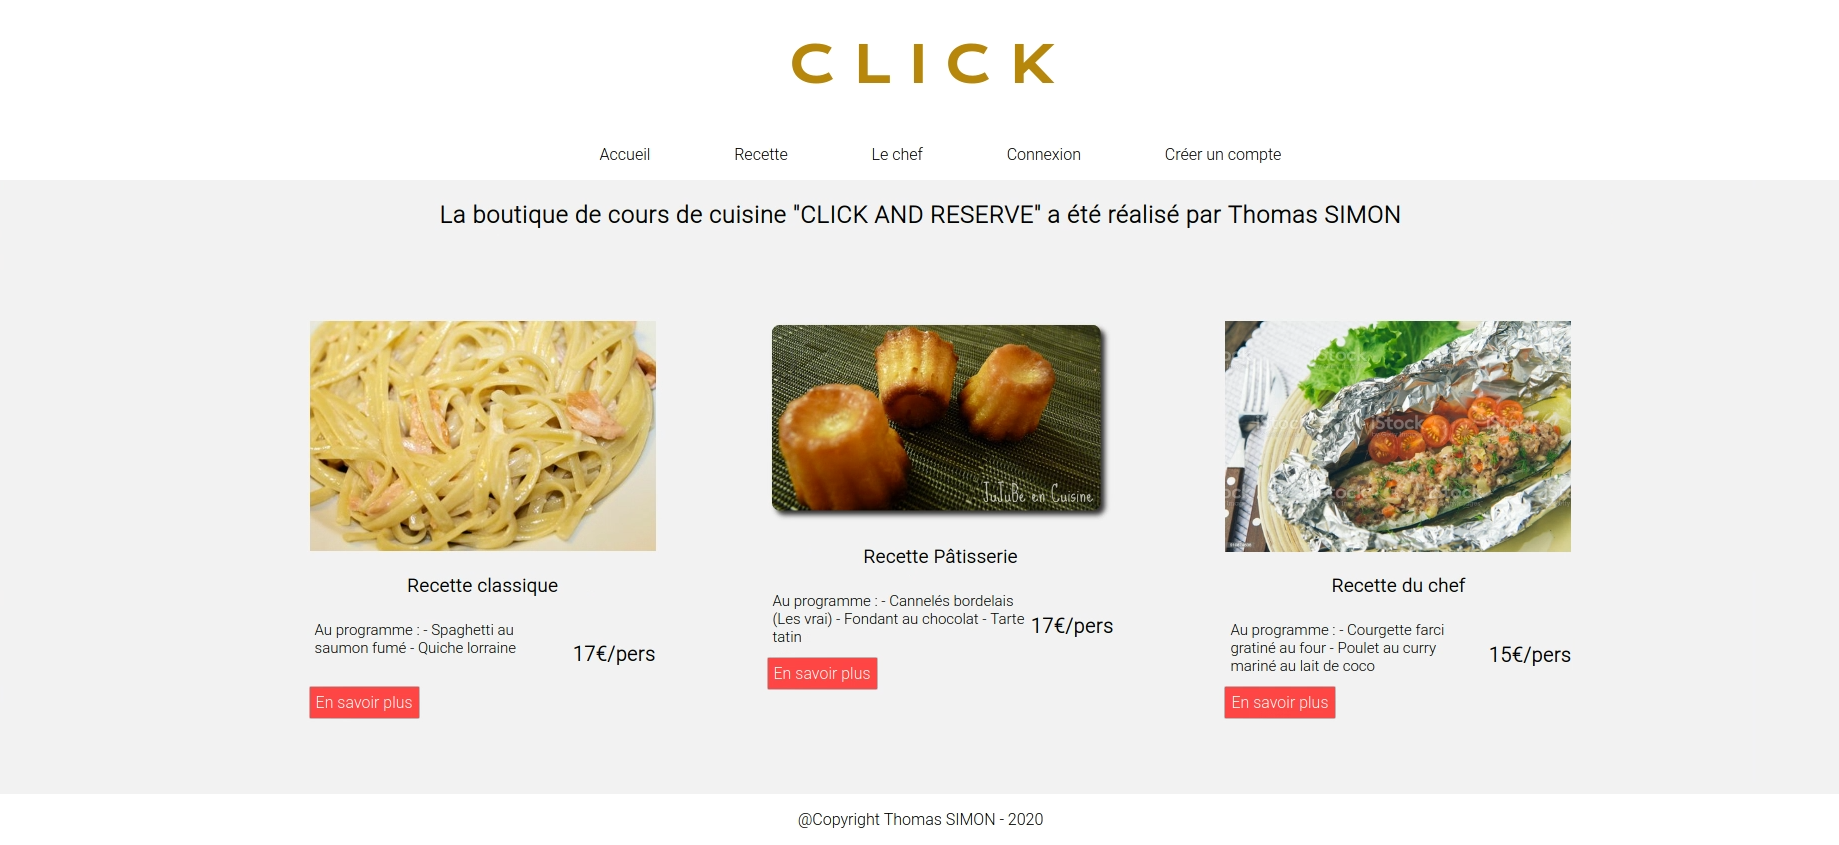 CLICK
Accueil Recette Le chef Connexion Créer un compte
La boutique de cours de cuisine "CLICK AND RESERVE" a été réalisé par Thomas SIMON
JuJuBe en Cuisine
iStock
iStock
iStock
iStock
Recette classique
Au programme : - Spaghetti au
saumon fumé - Quiche lorraine
17€/pers
En savoir plus
Recette Pâtisserie
Au programme : - Cannelés bordelais
(Les vrai) - Fondant au chocolat - Tarte
tatin
17€/pers
En savoir plus
Recette du chef
Au programme : - Courgette farci
gratiné au four - Poulet au curry
mariné au lait de coco
15€/pers
En savoir plus
@Copyright Thomas SIMON - 2020